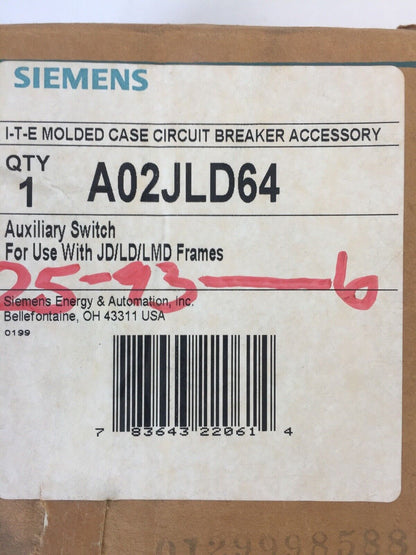 SIEMENS
I-T-E MOLDED CASE CIRCUIT BREAKER ACCESSORY
QTY
1 A02JLD64
Auxiliary Switch
For Use With JD/LD/LMD Frames
25-93 6
Siemens Energy & Automation, Inc.
Bellefontaine, OH 43311 USA
0199
7 83643 22061 4
0129998588